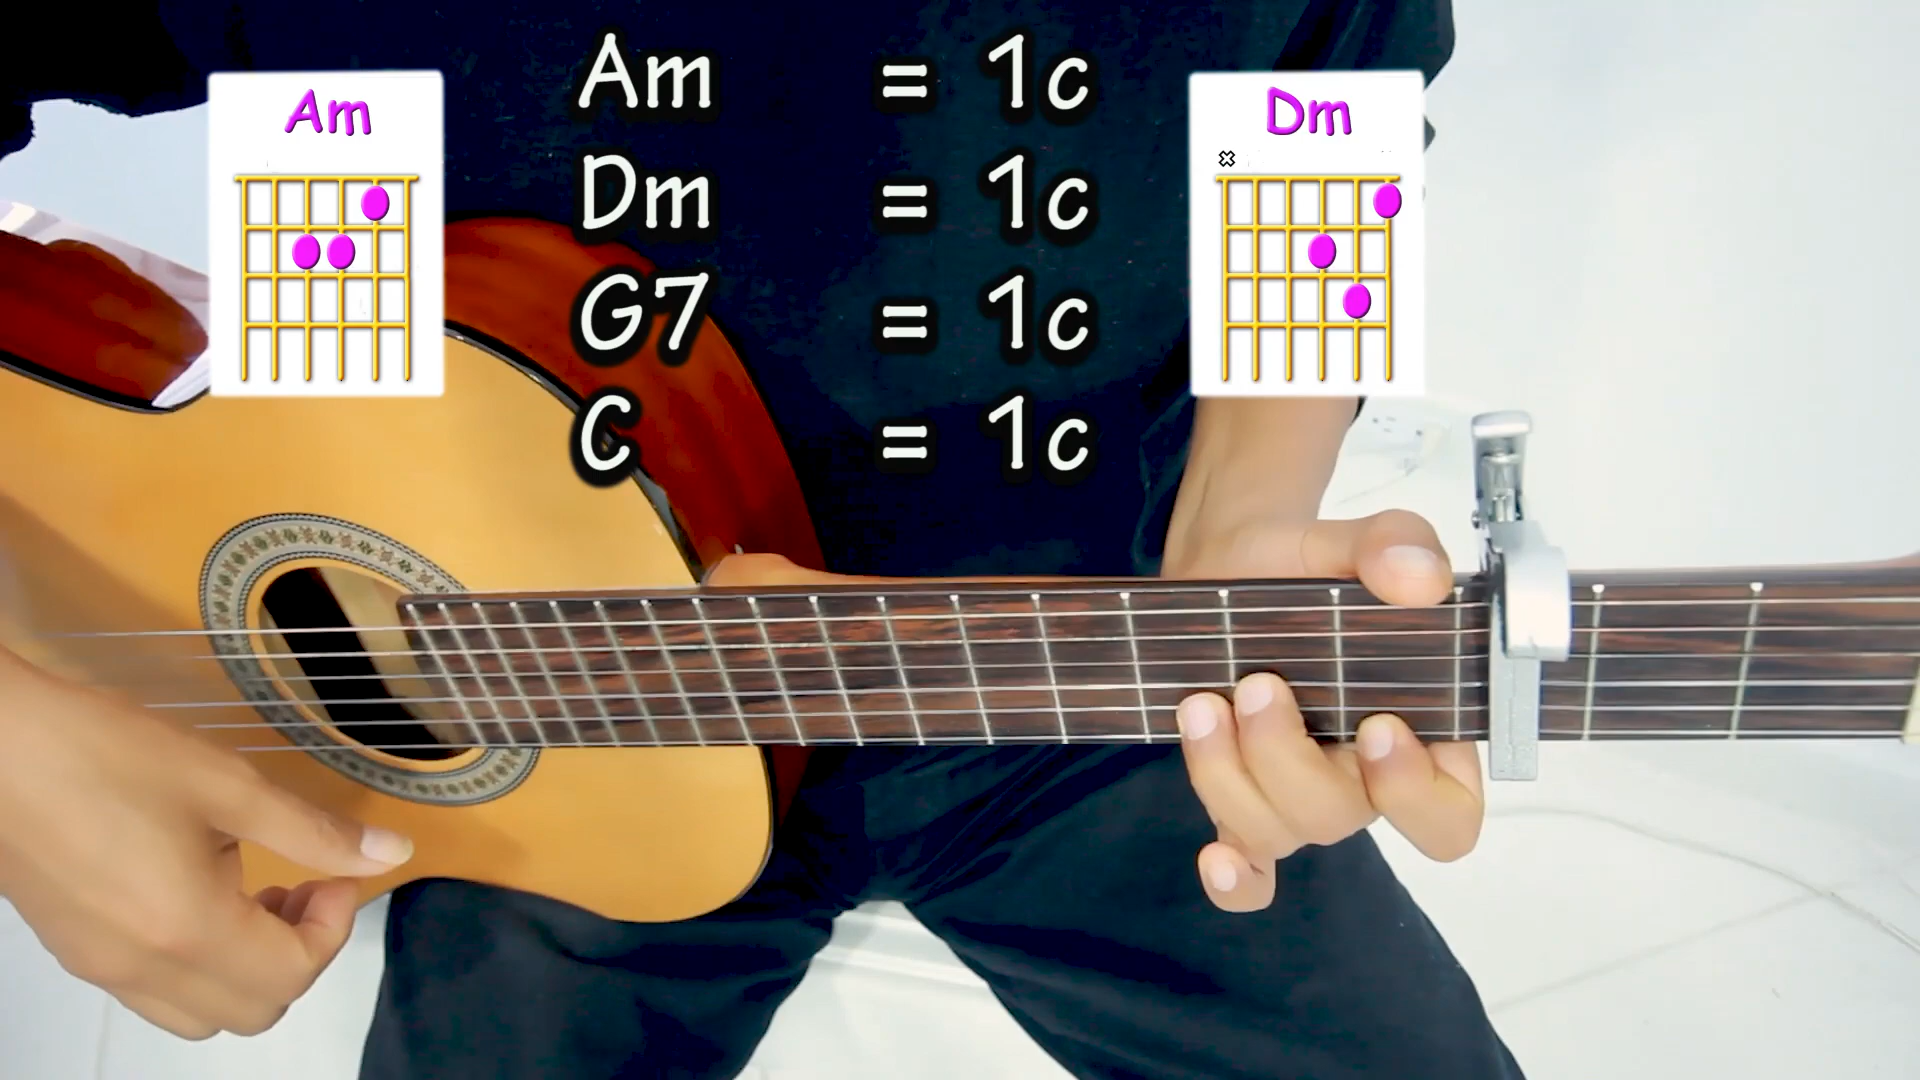 Am
Am = 1c
Dm = 1c
G7 = 1c
C = 1c
Dm